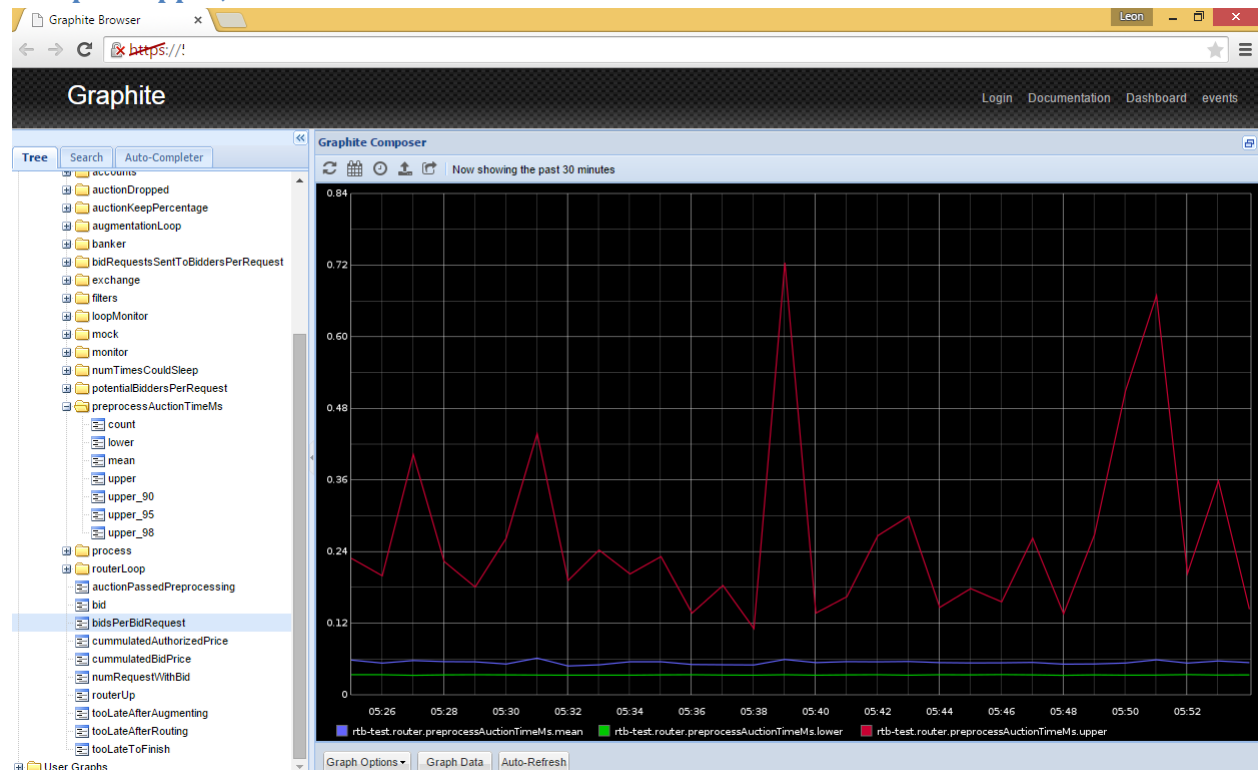 Graphite Browser
Leon
https://!
Graphite
Login Documentation Dashboard events
Graphite Composer
Tree Search Auto-Completer
Now showing the past 30 minutes
accounts
auctionDropped
auctionKeepPercentage
augmentationLoop
banker
bidRequestsSentToBiddersPerRequest
exchange
filters
loopMonitor
mock
monitor
numTimesCouldSleep
potentialBiddersPerRequest
preprocessAuctionTimeMs
count
lower
mean
upper
upper_90
upper_95
upper_98
process
routerLoop
auctionPassedPreprocessing
bid
bidsPerBidRequest
cummulatedAuthorizedPrice
cummulatedBidPrice
numRequestWithBid
routerUp
tooLateAfterAugmenting
tooLateAfterRouting
tooLateToFinish
User Graphs
0.84
0.72
0.60
0.48
0.36
0.24
0.12
0
05:26 05:28 05:30 05:32 05:34 05:36 05:38 05:40 05:42 05:44 05:46 05:48 05:50 05:52
rtb-test.router.preprocessAuctionTimeMs.mean rtb-test.router.preprocessAuctionTimeMs.lower rtb-test.router.preprocessAuctionTimeMs.upper
Graph Options Graph Data Auto-Refresh